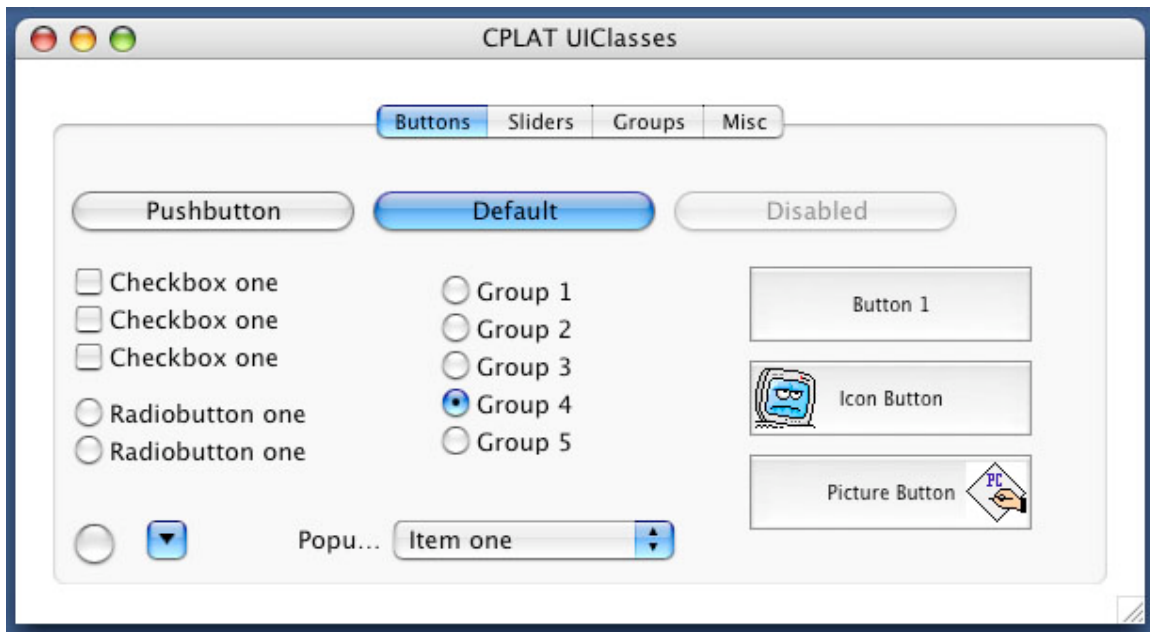 CPLAT UIClasses
Buttons Sliders Groups Misc
Pushbutton Default Disabled
Checkbox one
Checkbox one
Checkbox one
Radiobutton one
Radiobutton one
Group 1
Group 2
Group 3
Group 4
Group 5
Button 1
Icon Button
Picture Button PC
Popu... Item one